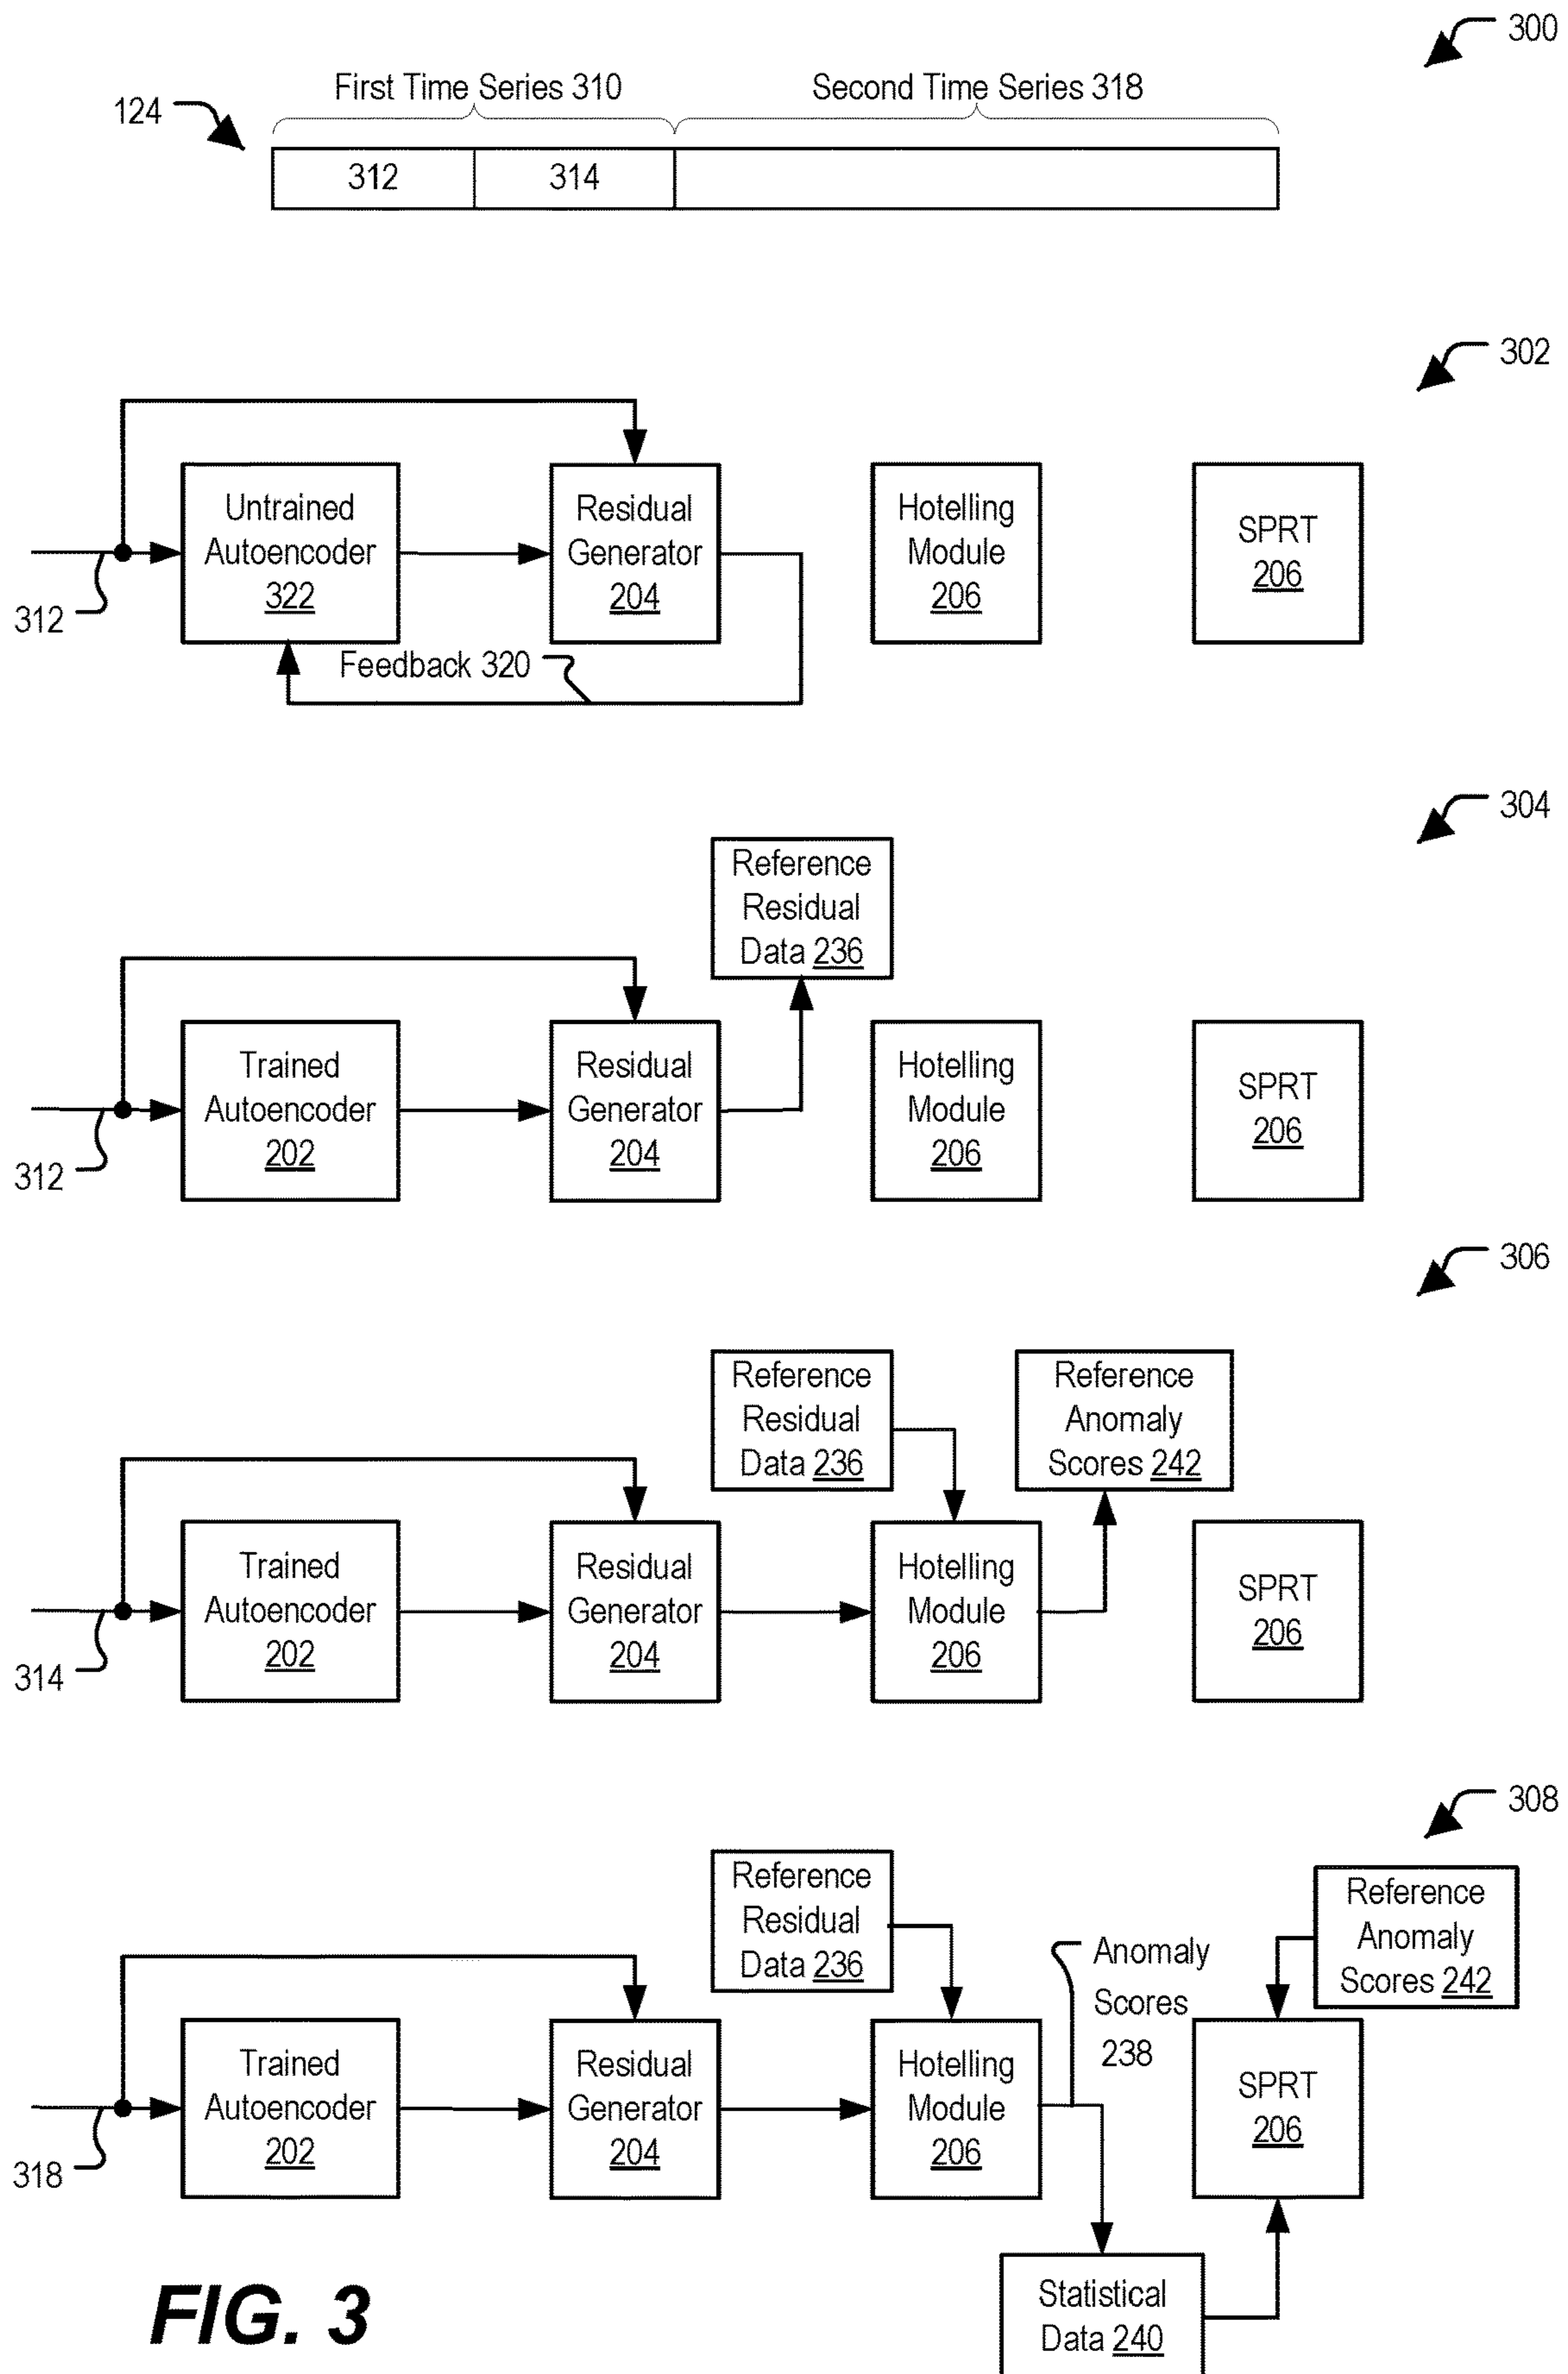 300
First Time Series 310
Second Time Series 318
124
312
314
302
Untrained
Autoencoder
322
Residual
Generator
204
Hotelling
Module
206
SPRT
206
312
Feedback 320
304
Reference
Residual
Data 236
Trained
Autoencoder
202
Residual
Generator
204
Hotelling
Module
206
SPRT
206
312
306
Reference
Residual
Data 236
Reference
Anomaly
Scores 242
Trained
Autoencoder
202
Residual
Generator
204
Hotelling
Module
206
SPRT
206
314
308
Reference
Residual
Data 236
Anomaly
Scores
238
Reference
Anomaly
Scores 242
Trained
Autoencoder
202
Residual
Generator
204
Hotelling
Module
206
SPRT
206
318
Statistical
Data 240
FIG. 3